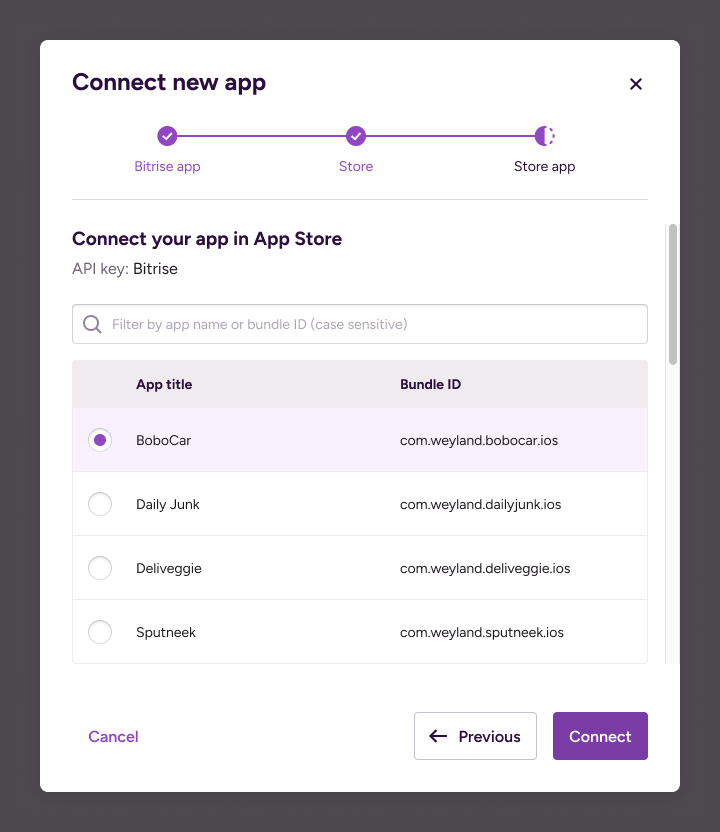 Connect new app
Bitrise app
Store
Store app
Connect your app in App Store
API key: Bitrise
Filter by app name or bundle ID (case sensitive)
App title Bundle ID
BoboCar com.weyland.bobocar.ios
Daily Junk com.weyland.dailyjunk.ios
Deliveggie com.weyland.deliveggie.ios
Sputneek com.weyland.sputneek.ios
Cancel Previous Connect